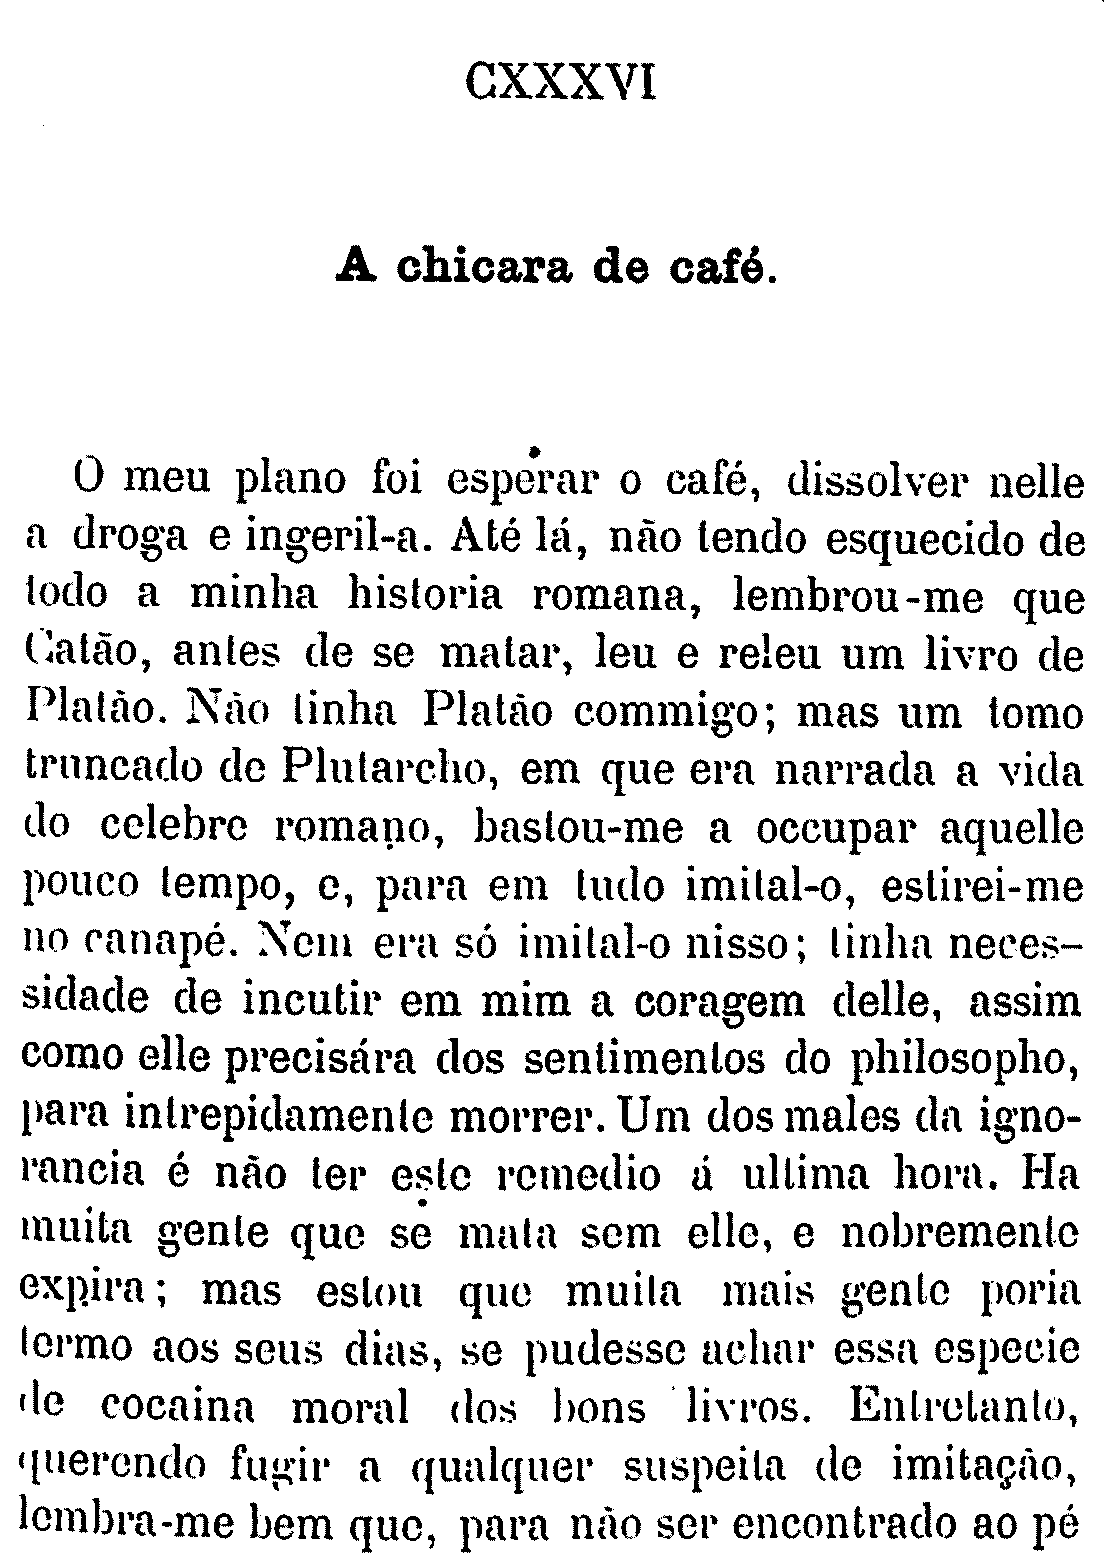 CXXXVI
A chicara de café.
O meu plano foi esperar o café, dissolver nelle
a droga e ingeril-a. Até lá, não tendo esquecido de
todo a minha historia romana, lembrou-me que
Catão, antes de se matar, leu e releu um livro de
Platão. Não tinha Platão commigo; mas um tomo
truncado de Plutarcho, em que era narrada a vida
do celebre romano, bastou-me a occupar aquelle
pouco tempo, e, para em tudo imital-o, estirei-me
no canapé. Nem era só imital-o nisso; tinha neces-
sidade de incutir em mim a coragem delle, assim
como elle precisára dos sentimentos do philosopho,
para intrepidamente morrer. Um dos males da igno-
rancia é não ter este remedio á ultima hora. Ha
muita gente que se mata sem elle, e nobremente
expira; mas estou que muita mais gente poria
termo aos seus dias, se pudesse achar essa especie
de cocaina moral dos bons livros. Entretanto,
querendo fugir a qualquer suspeita de imitação,
lembra-me bem que, para não ser encontrado ao pé